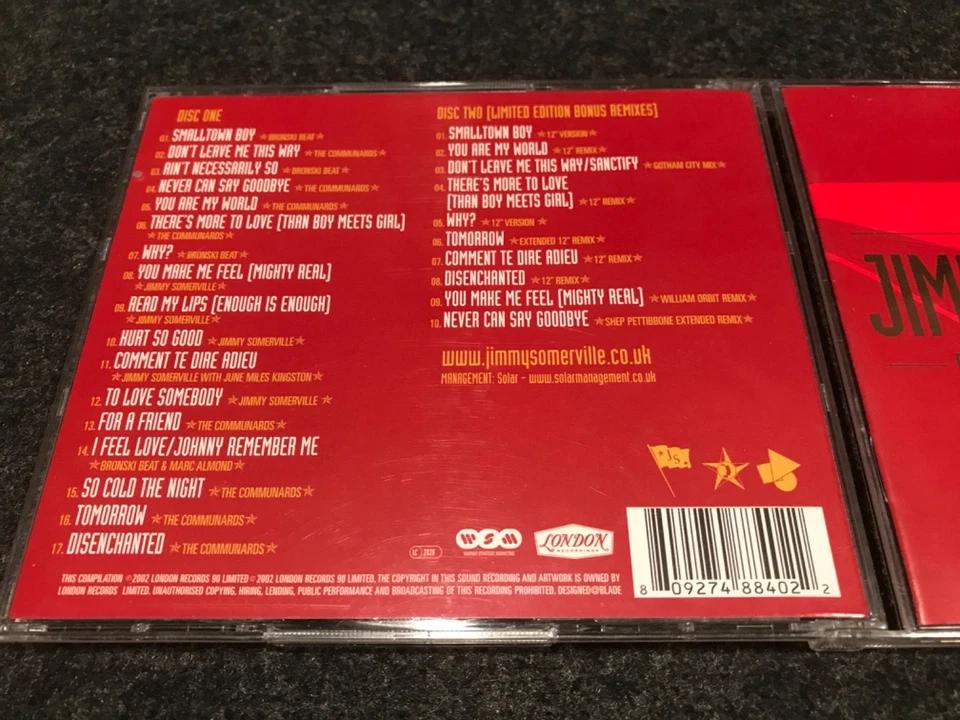 DISC ONE
01. SMALLTOWN BOY ★BRONSKI BEAT★
02. DON'T LEAVE ME THIS WAY ★THE COMMUNARDS★
03. AIN'T NECESSARILY SO ★BRONSKI BEAT★
04. NEVER CAN SAY GOODBYE ★THE COMMUNARDS★
05. YOU ARE MY WORLD ★THE COMMUNARDS★
06. THERE'S MORE TO LOVE [THAN BOY MEETS GIRL]
★THE COMMUNARDS★
07. WHY? ★BRONSKI BEAT★
08. YOU MAKE ME FEEL [MIGHTY REAL]
★JIMMY SOMERVILLE★
09. READ MY LIPS [ENOUGH IS ENOUGH]
★JIMMY SOMERVILLE★
10. HURT SO GOOD ★JIMMY SOMERVILLE★
11. COMMENT TE DIRE ADIEU
★JIMMY SOMERVILLE WITH JUNE MILES KINGSTON★
12. TO LOVE SOMEBODY ★JIMMY SOMERVILLE★
13. FOR A FRIEND ★THE COMMUNARDS★
14. I FEEL LOVE/JOHNNY REMEMBER ME
★BRONSKI BEAT & MARC ALMOND★
15. SO COLD THE NIGHT ★THE COMMUNARDS★
16. TOMORROW ★THE COMMUNARDS★
17. DISENCHANTED ★THE COMMUNARDS★
DISC TWO [LIMITED EDITION BONUS REMIXES]
01. SMALLTOWN BOY ★12" VERSION★
02. YOU ARE MY WORLD ★12" REMIX★
03. DON'T LEAVE ME THIS WAY/SANCTIFY ★GOTHAM CITY MIX★
04. THERE'S MORE TO LOVE
[THAN BOY MEETS GIRL] ★12" REMIX★
05. WHY? ★12" VERSION★
06. TOMORROW ★EXTENDED 12" REMIX★
07. COMMENT TE DIRE ADIEU ★12" REMIX★
08. DISENCHANTED ★12" REMIX★
09. YOU MAKE ME FEEL [MIGHTY REAL] ★WILLIAM ORBIT REMIX★
10. NEVER CAN SAY GOODBYE ★SHEP PETTIBONE EXTENDED REMIX★
www.jimmysomerville.co.uk
MANAGEMENT: Solar - www.solarmanagement.co.uk
JS
LC 2828
WSM
WARNER STRATEGIC MARKETING
LONDON
RECORDINGS
8 09274 88402 2
THIS COMPILATION ℗2002 LONDON RECORDS 90 LIMITED ©2002 LONDON RECORDS 90 LIMITED. THE COPYRIGHT IN THIS SOUND RECORDING AND ARTWORK IS OWNED BY
LONDON RECORDS LIMITED. UNAUTHORISED COPYING, HIRING, LENDING, PUBLIC PERFORMANCE AND BROADCASTING OF THIS RECORDING PROHIBITED. DESIGNED@BLADE
JIM